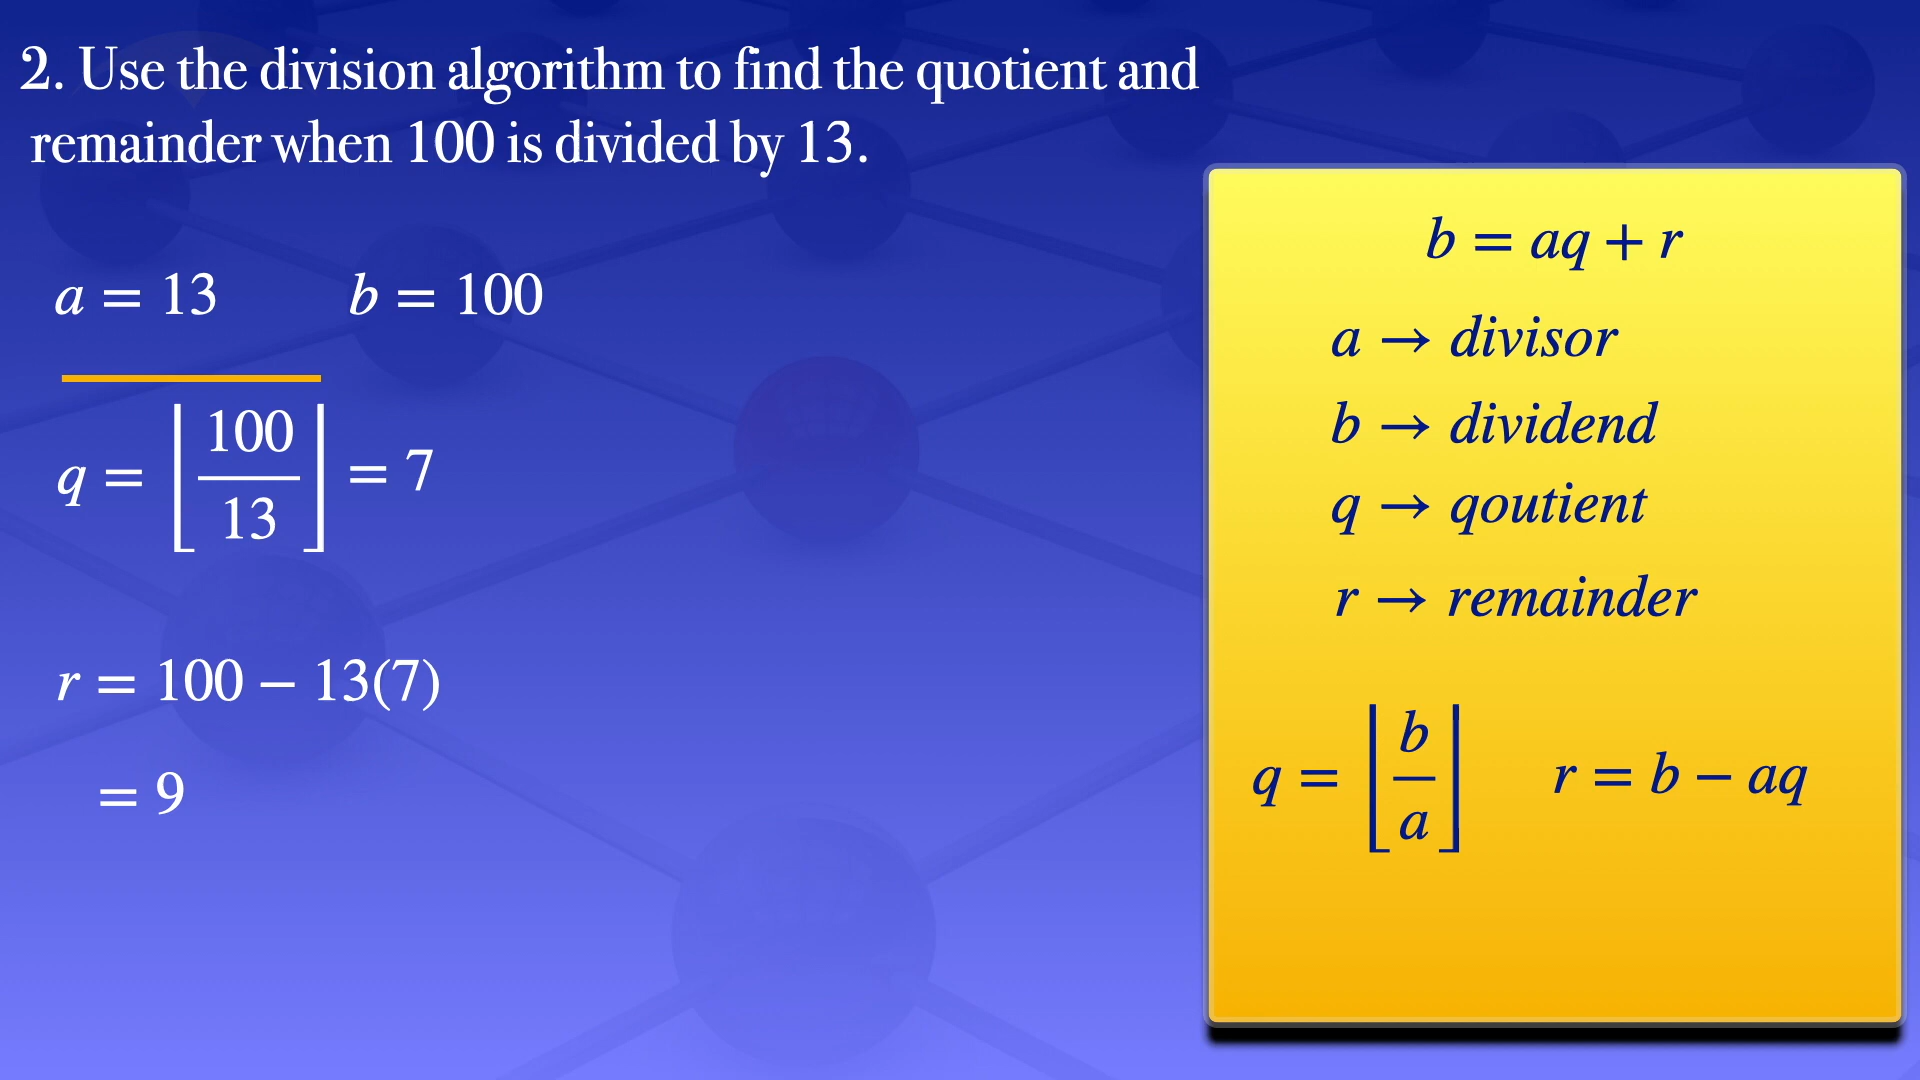 2. Use the division algorithm to find the quotient and
remainder when 100 is divided by 13.
a = 13 b = 100
q = ⌊100/13⌋ = 7
r = 100 − 13(7)
= 9
b = aq + r
a → divisor
b → dividend
q → qoutient
r → remainder
q = ⌊b/a⌋ r = b − aq